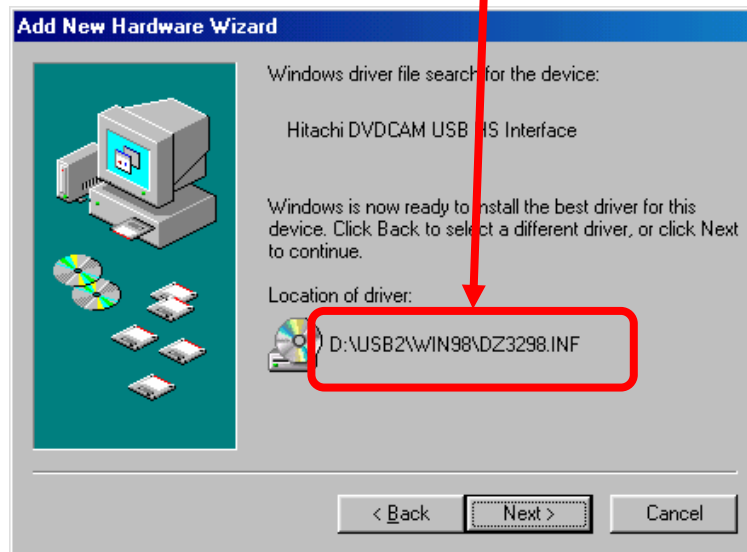 Add New Hardware Wizard
Windows driver file search for the device:
Hitachi DVDCAM USB HS Interface
Windows is now ready to install the best driver for this
device. Click Back to select a different driver, or click Next
to continue.
Location of driver:
D:\USB2\WIN98\DZ3298.INF
< Back
Next >
Cancel